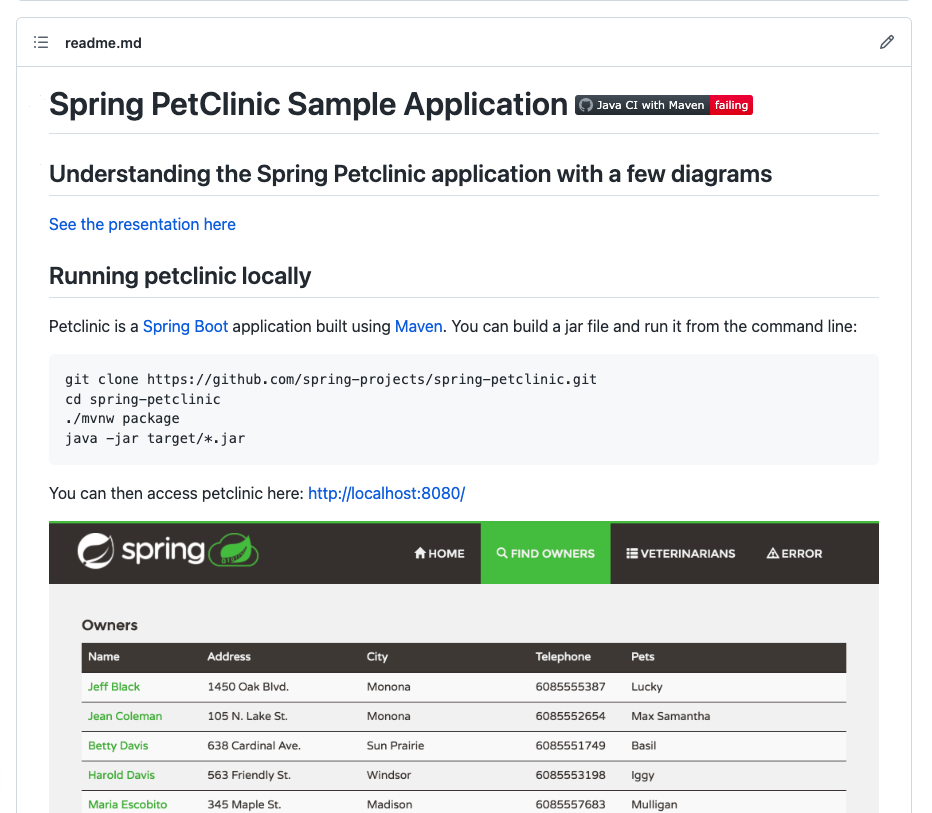 readme.md
Spring PetClinic Sample Application Java CI with Maven failing
Understanding the Spring Petclinic application with a few diagrams
See the presentation here
Running petclinic locally
Petclinic is a Spring Boot application built using Maven. You can build a jar file and run it from the command line:
git clone https://github.com/spring-projects/spring-petclinic.git
cd spring-petclinic
./mvnw package
java -jar target/*.jar
You can then access petclinic here: http://localhost:8080/
spring HOME FIND OWNERS VETERINARIANS ERROR
Owners
Name Address City Telephone Pets
Jeff Black 1450 Oak Blvd. Monona 6085555387 Lucky
Jean Coleman 105 N. Lake St. Monona 6085552654 Max Samantha
Betty Davis 638 Cardinal Ave. Sun Prairie 6085551749 Basil
Harold Davis 563 Friendly St. Windsor 6085553198 Iggy
Maria Escobito 345 Maple St. Madison 6085557683 Mulligan